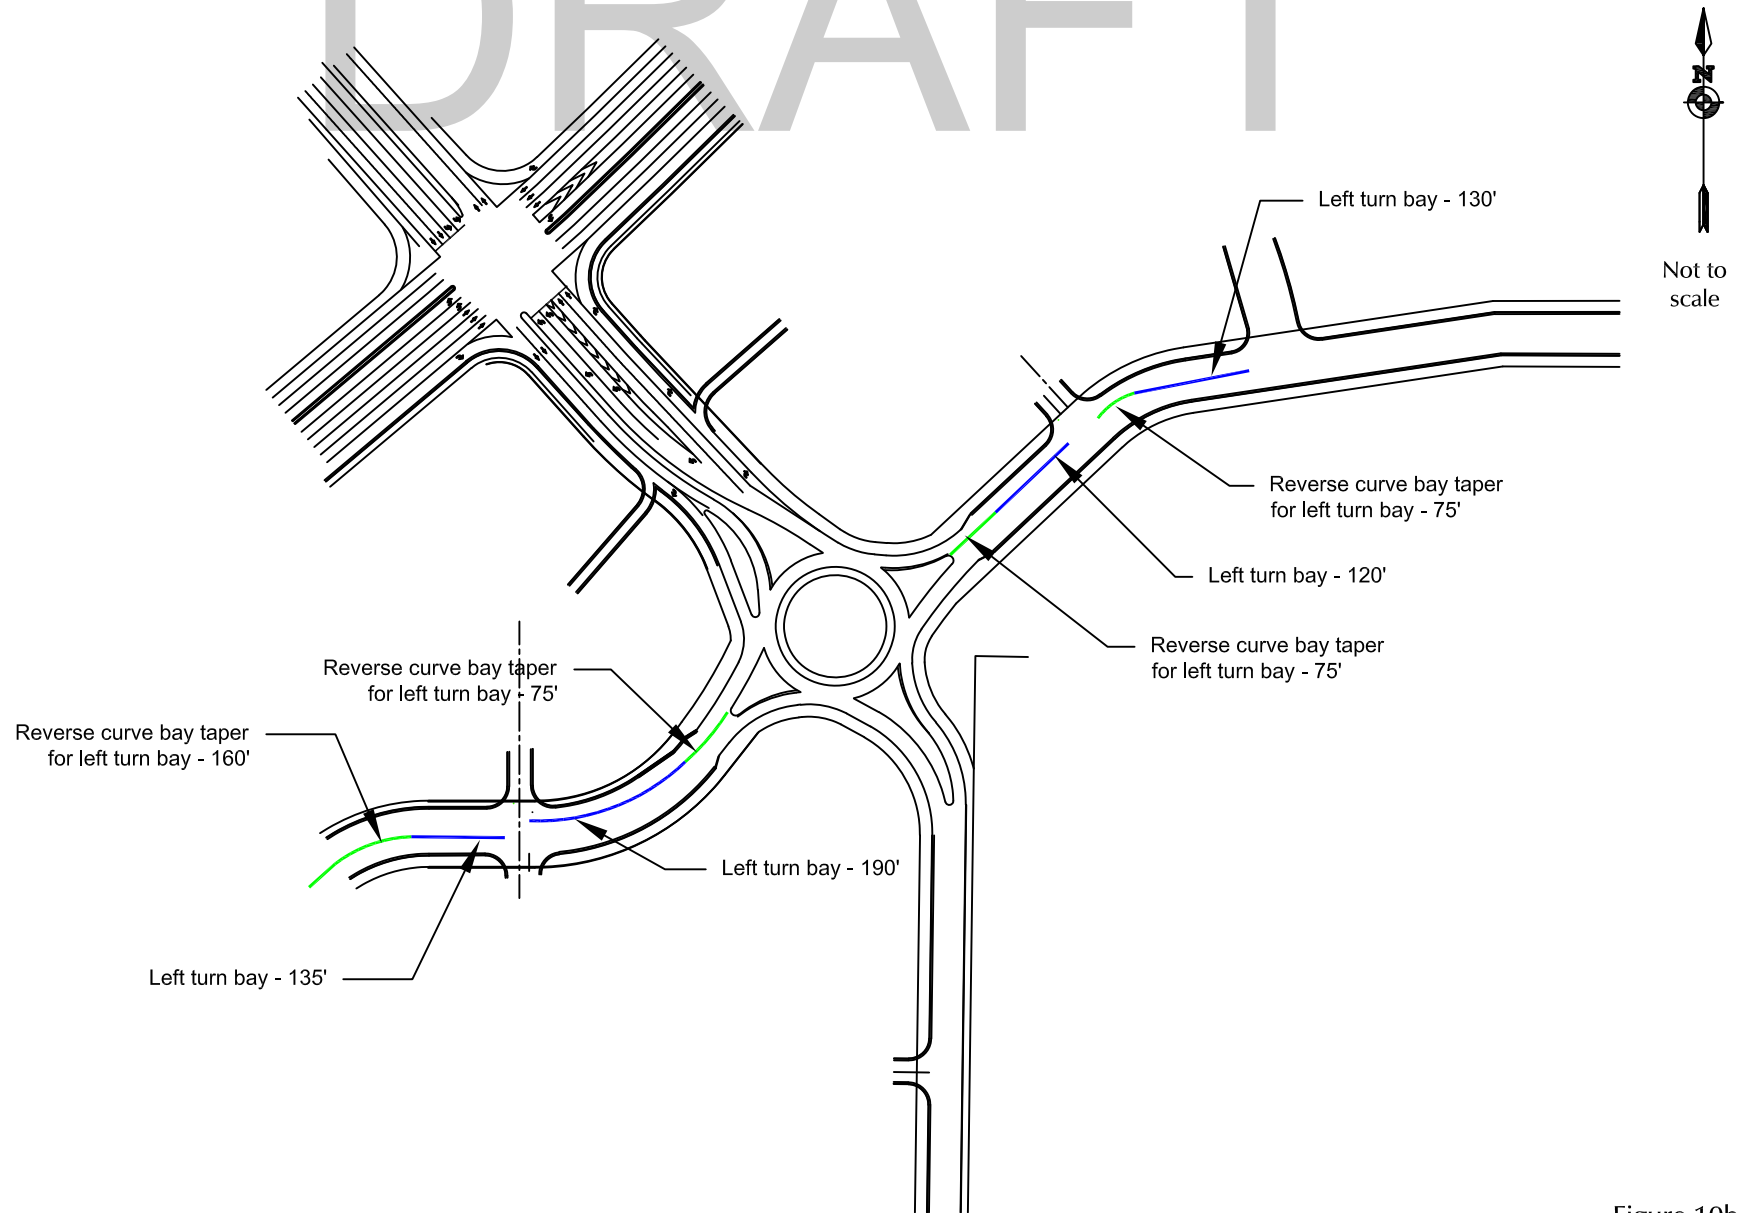 DRAFT
N
Not to
scale
Left turn bay - 130'
Reverse curve bay taper
for left turn bay - 75'
Left turn bay - 120'
Reverse curve bay taper
for left turn bay - 75'
Reverse curve bay taper
for left turn bay - 75'
Reverse curve bay taper
for left turn bay - 160'
Left turn bay - 190'
Left turn bay - 135'
Figure 10b